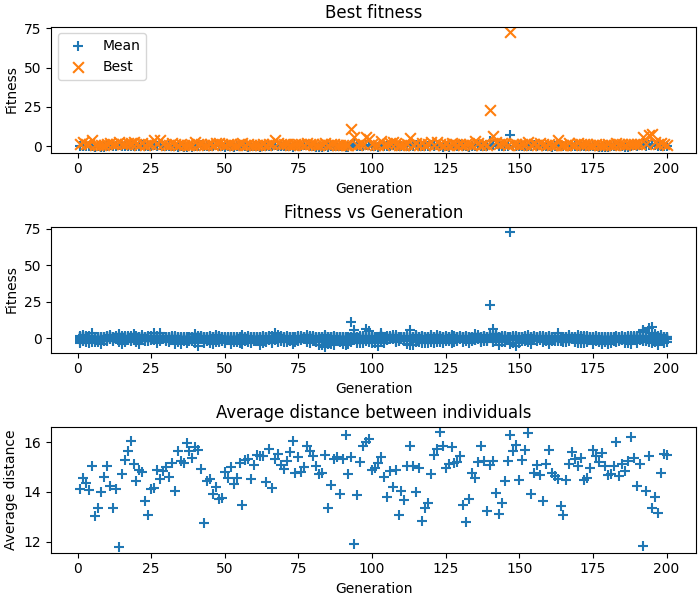 Best fitness
75
50
25
0
Fitness
Mean
Best
0 25 50 75 100 125 150 175 200
Generation
Fitness vs Generation
75
50
25
0
Fitness
0 25 50 75 100 125 150 175 200
Generation
Average distance between individuals
16
14
12
Average distance
0 25 50 75 100 125 150 175 200
Generation